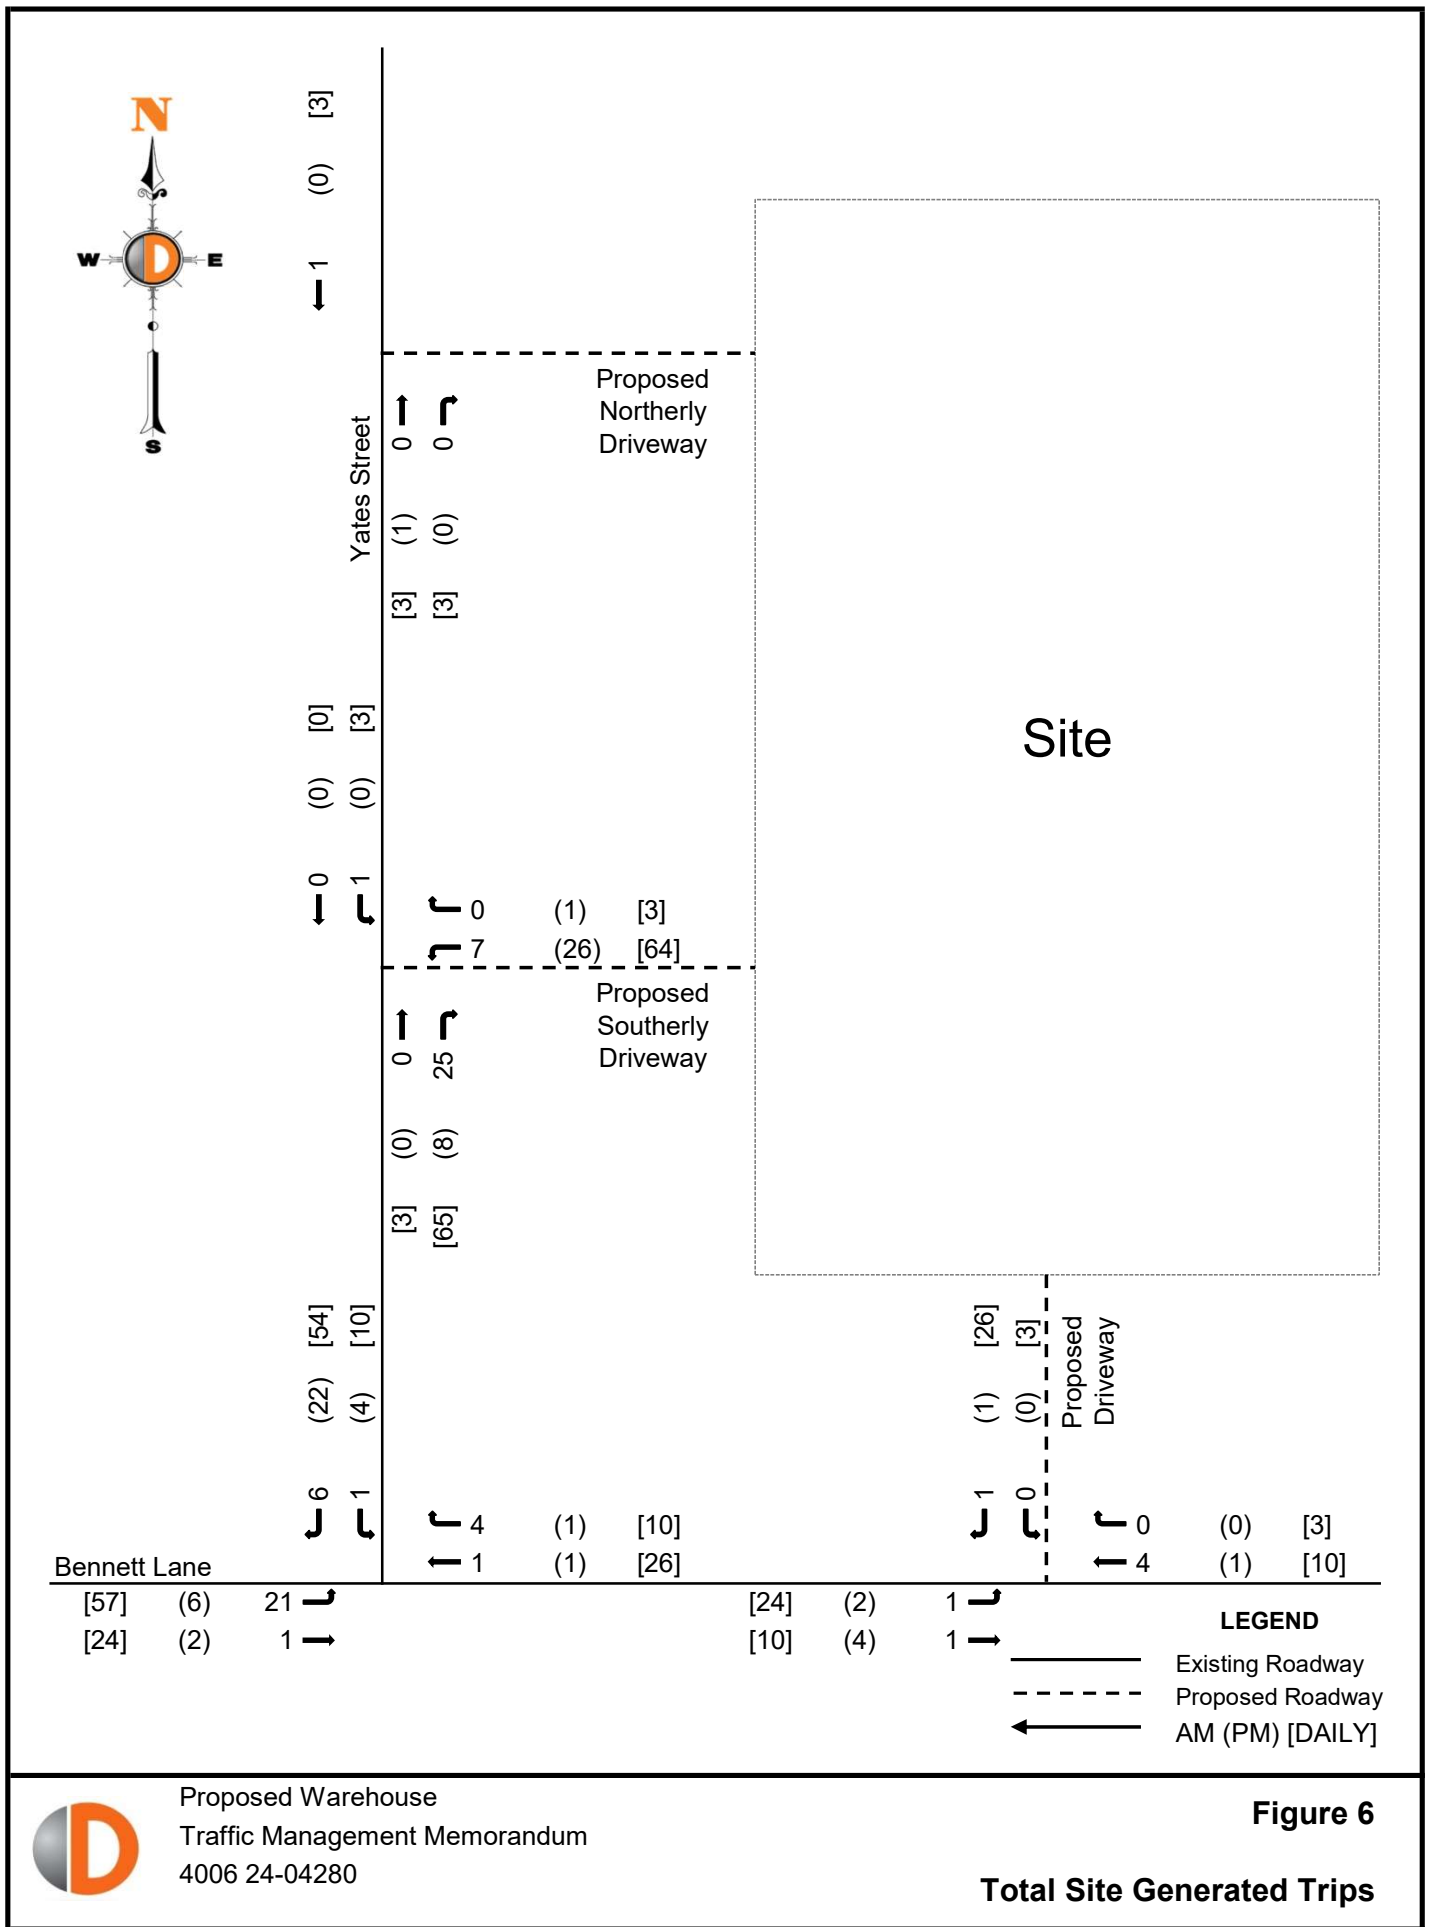 N
W
D
E
S
[3]
(0)
1
Proposed
Northerly
Driveway
Yates Street
0 (1) [3]
0 (0) [3]
Site
[0] (0) 0
[3] (0) 1
0 (1) [3]
7 (26) [64]
Proposed
Southerly
Driveway
0 (0) [3]
25 (8) [65]
[54] (22) 6
[10] (4) 1
[26] (1) 1
[3] (0) 0
Proposed
Driveway
4 (1) [10]
1 (1) [26]
0 (0) [3]
4 (1) [10]
Bennett Lane
[57] (6) 21
[24] (2) 1
[24] (2) 1
[10] (4) 1
LEGEND
Existing Roadway
Proposed Roadway
AM (PM) [DAILY]
D
Proposed Warehouse
Traffic Management Memorandum
4006 24-04280
Figure 6
Total Site Generated Trips